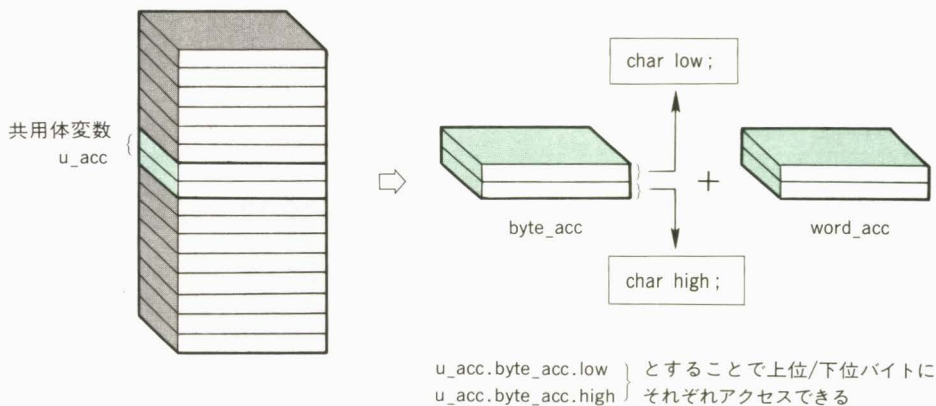 共用体変数
u_acc
char low ;
byte_acc
+
word_acc
char high ;
u_acc.byte_acc.low
u_acc.byte_acc.high
とすることで上位/下位バイトに
それぞれアクセスできる